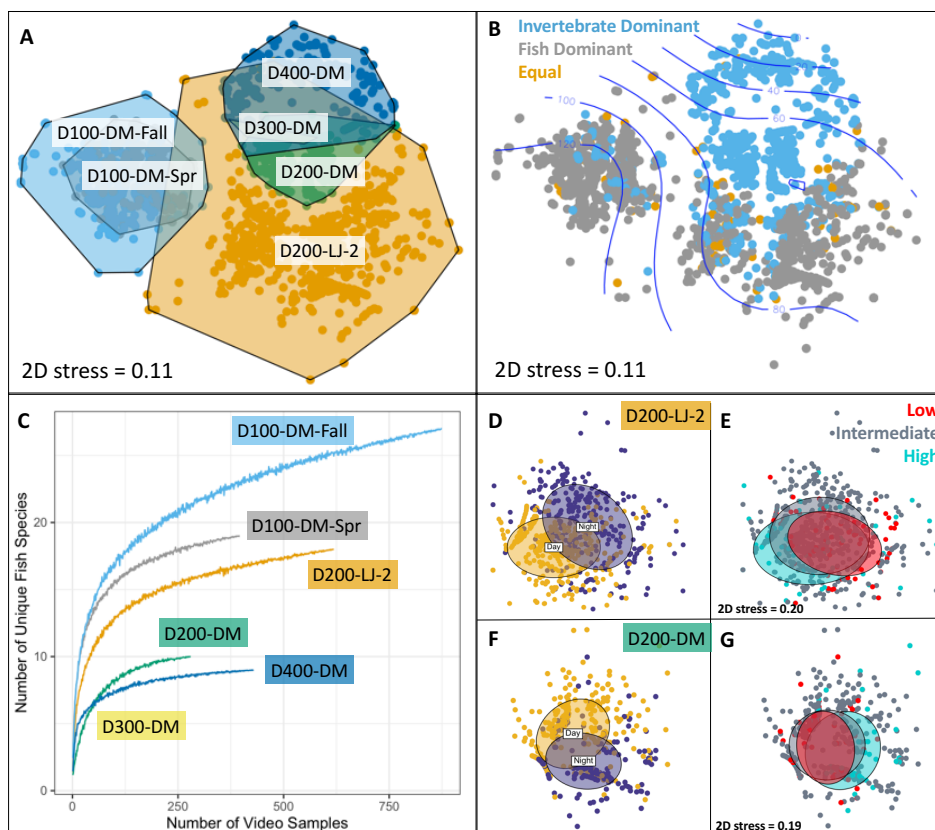 A
D400-DM
D100-DM-Fall
D300-DM
D100-DM-Spr
D200-DM
D200-LJ-2
2D stress = 0.11
B
Invertebrate Dominant
Fish Dominant
Equal
40
100
60
120
80
2D stress = 0.11
C
D100-DM-Fall
D100-DM-Spr
D200-LJ-2
D200-DM
D400-DM
D300-DM
Number of Unique Fish Species
20
10
0
0
250
500
750
Number of Video Samples
D
D200-LJ-2
Night
Day
E
Low
Intermediate
High
2D stress = 0.20
F
D200-DM
Day
Night
G
2D stress = 0.19